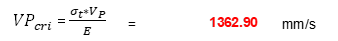 VP_cri = σ_t*V_P / E = 1362.90 mm/s